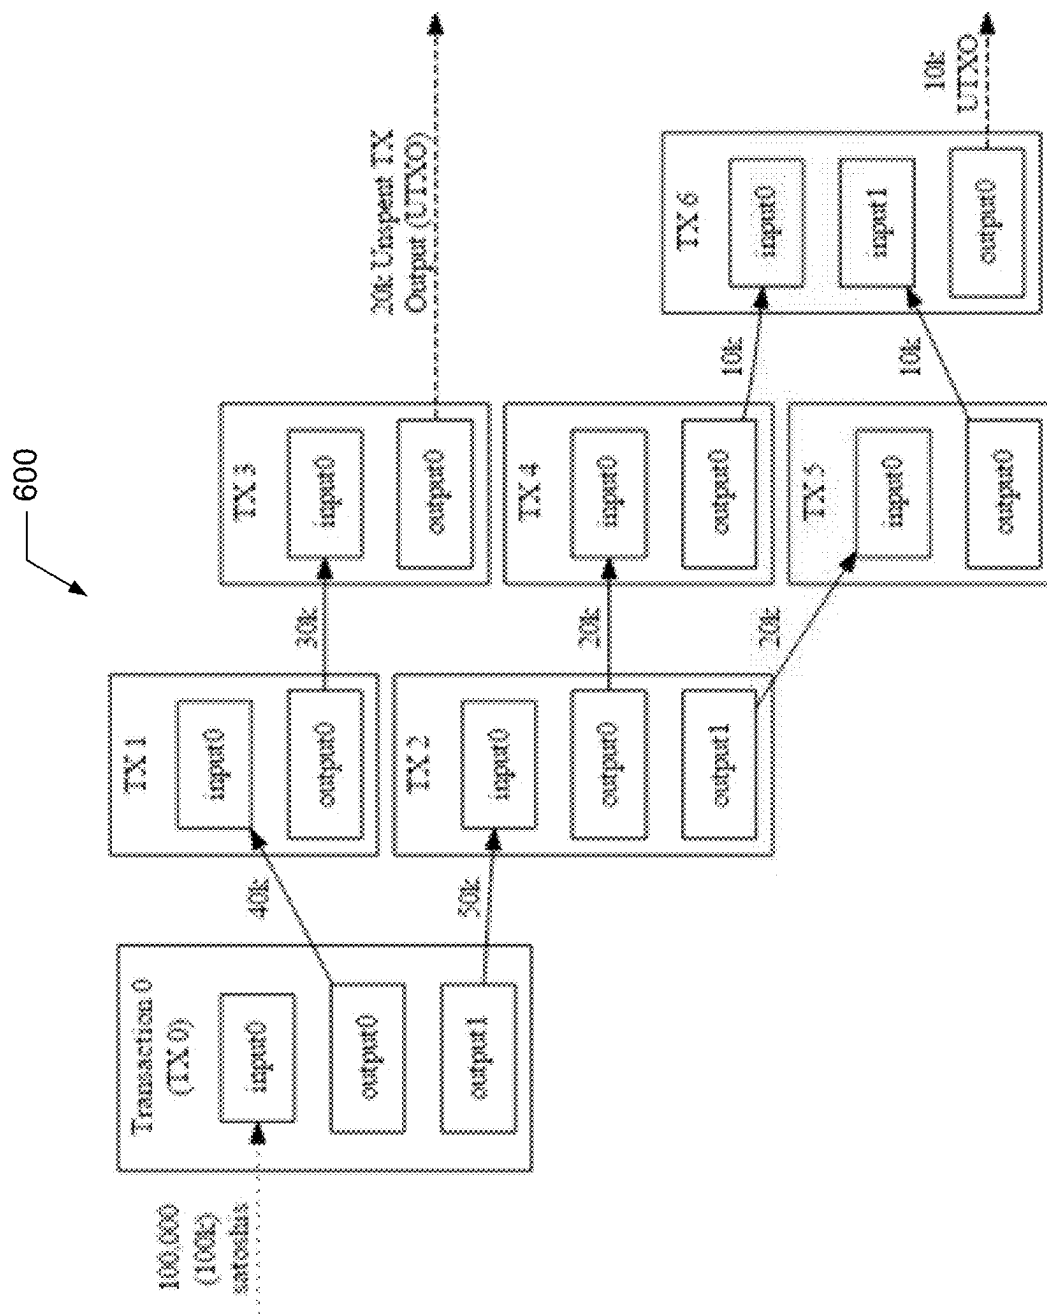 600
100,000
(100k)
satoshis
Transaction 0
(TX 0)
input0
output0
output1
40k
50k
TX 1
input0
output0
TX 2
input0
output0
output1
30k
20k
20k
TX 3
input0
output0
TX 4
input0
output0
TX 5
input0
output0
20k Unspent TX
Output (UTXO)
10k
10k
TX 6
input0
input1
output0
10k
UTXO